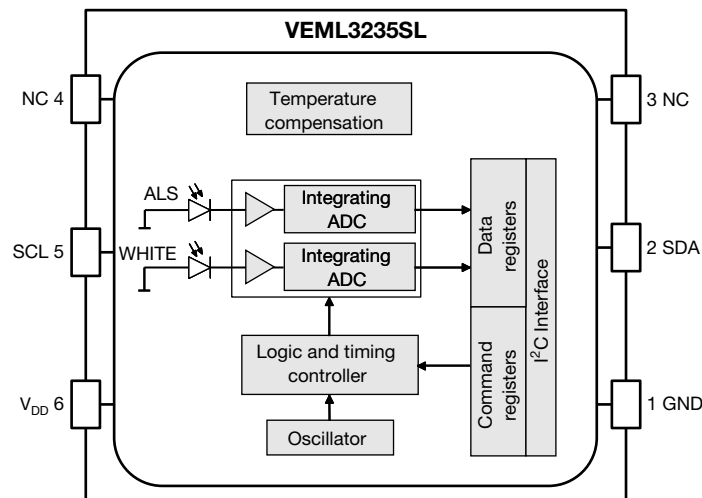 VEML3235SL
NC 4
3 NC
Temperature
compensation
ALS
Integrating
ADC
WHITE
Integrating
ADC
SCL 5
2 SDA
Data
registers
I²C Interface
Logic and timing
controller
Command
registers
V_DD 6
1 GND
Oscillator